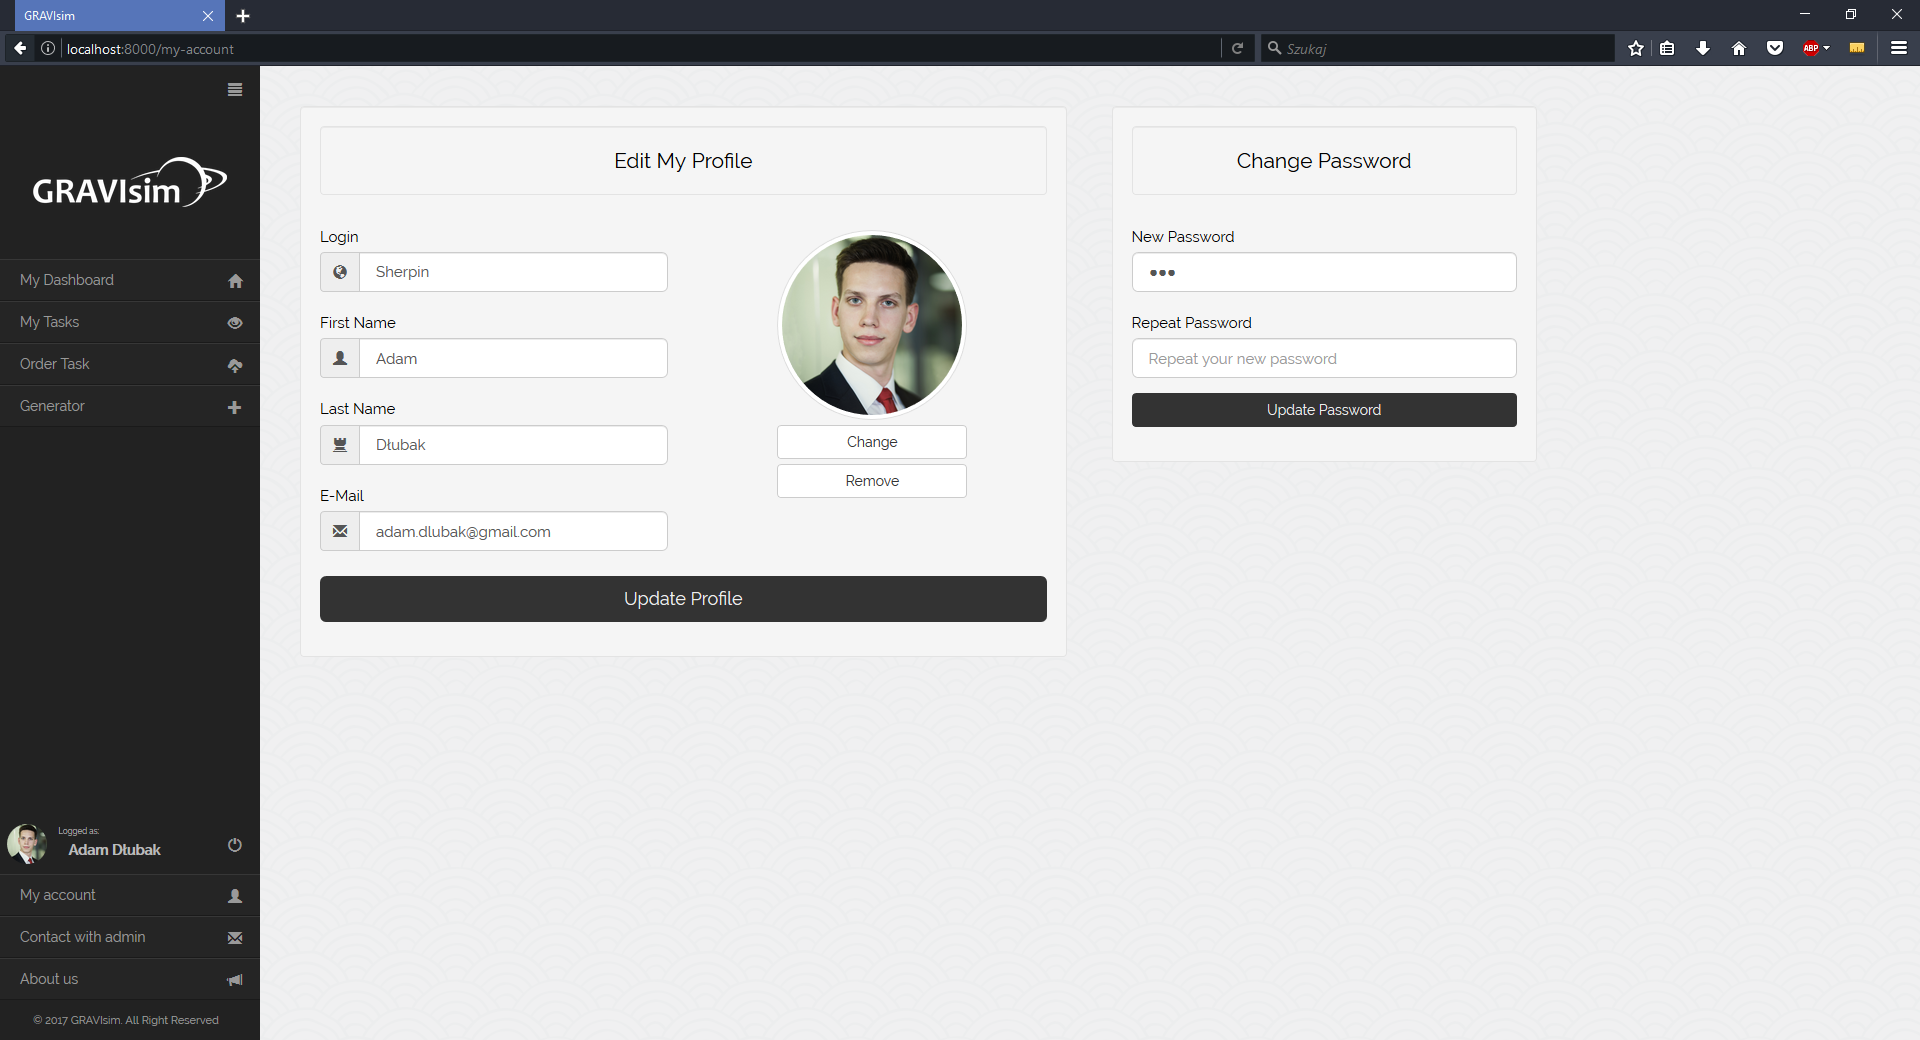 GRAVIsim
localhost:8000/my-account
Szukaj
ABP
GRAVIsim
My Dashboard
My Tasks
Order Task
Generator
Logged as:
Adam Dłubak
My account
Contact with admin
About us
© 2017 GRAVIsim. All Right Reserved
Edit My Profile
Login
Sherpin
First Name
Adam
Last Name
Dłubak
E-Mail
adam.dlubak@gmail.com
Change
Remove
Update Profile
Change Password
New Password
Repeat Password
Repeat your new password
Update Password